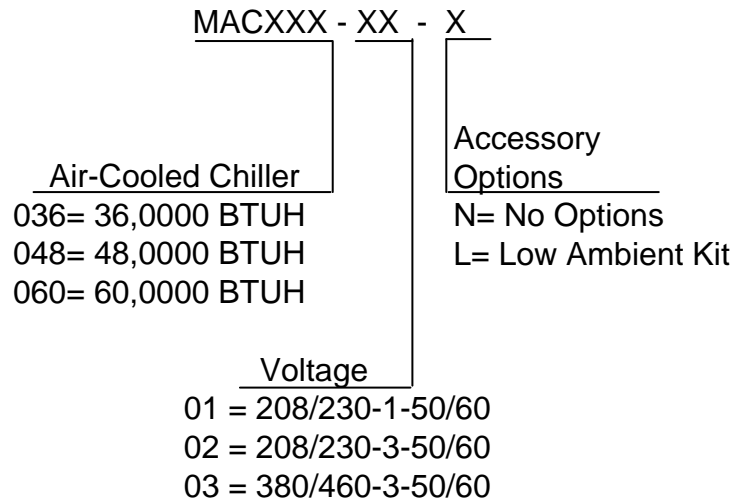 MACXXX - XX - X
Air-Cooled Chiller
036= 36,0000 BTUH
048= 48,0000 BTUH
060= 60,0000 BTUH
Accessory
Options
N= No Options
L= Low Ambient Kit
Voltage
01 = 208/230-1-50/60
02 = 208/230-3-50/60
03 = 380/460-3-50/60